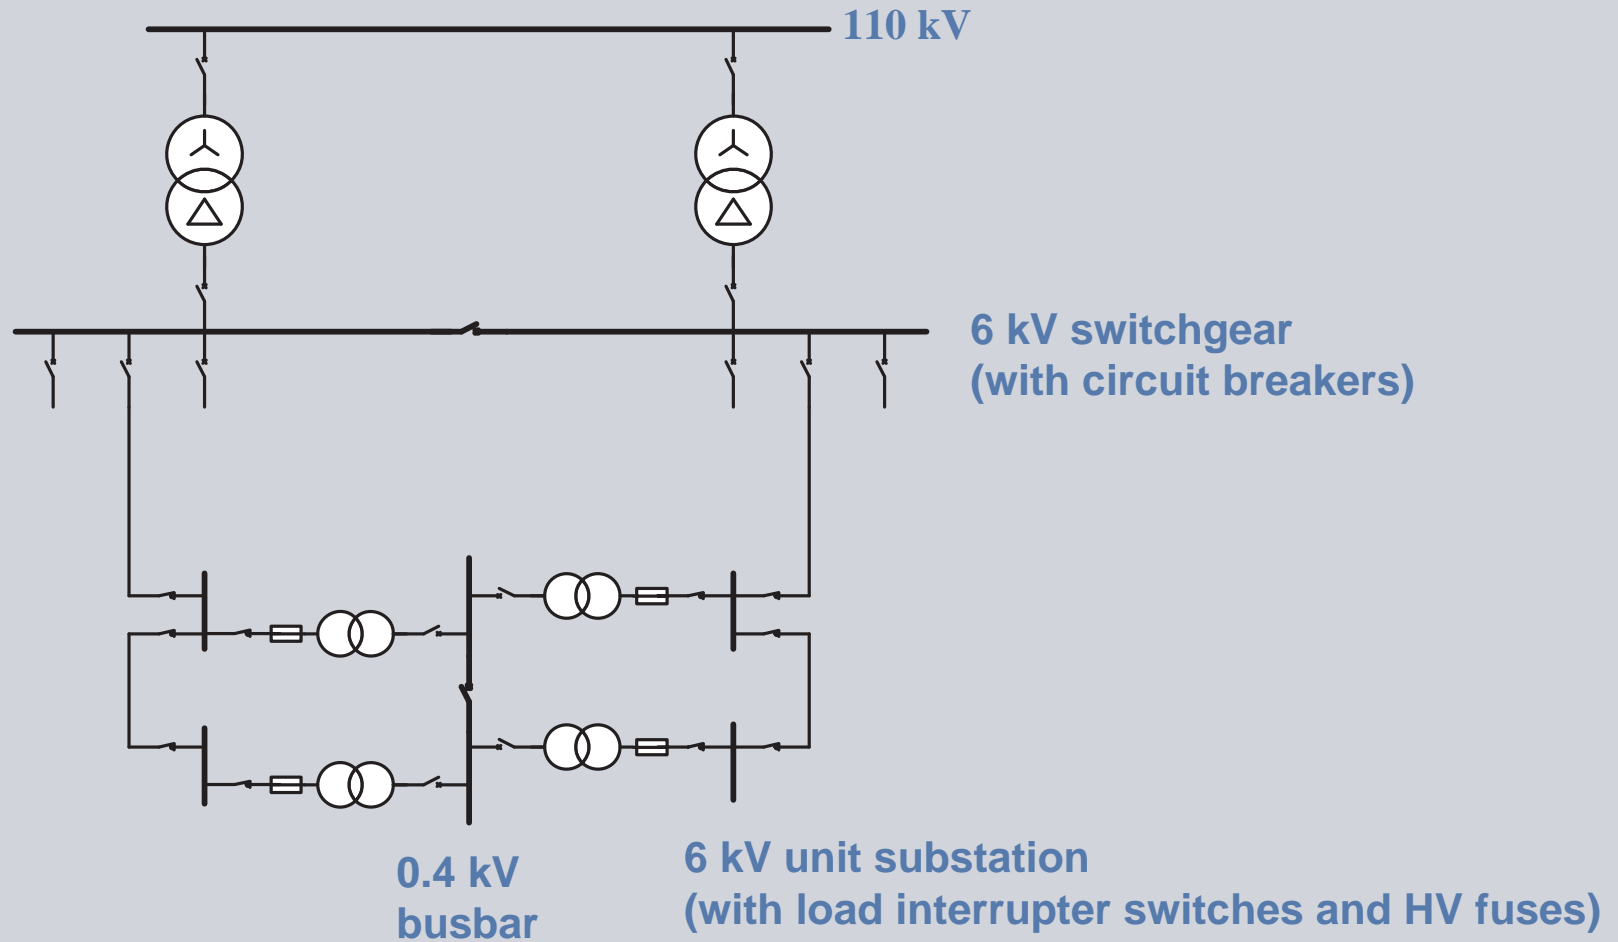 110 kV
6 kV switchgear
(with circuit breakers)
0.4 kV
busbar
6 kV unit substation
(with load interrupter switches and HV fuses)